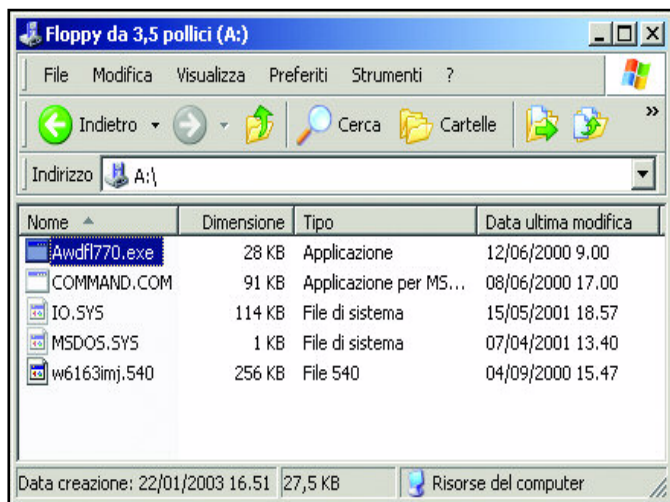 Floppy da 3,5 pollici (A:)
File Modifica Visualizza Preferiti Strumenti ?
Indietro Cerca Cartelle »
Indirizzo A:\
Nome Dimensione Tipo Data ultima modifica
Awdfl770.exe 28 KB Applicazione 12/06/2000 9.00
COMMAND.COM 91 KB Applicazione per MS... 08/06/2000 17.00
IO.SYS 114 KB File di sistema 15/05/2001 18.57
MSDOS.SYS 1 KB File di sistema 07/04/2001 13.40
w6163imj.540 256 KB File 540 04/09/2000 15.47
Data creazione: 22/01/2003 16.51 27,5 KB Risorse del computer